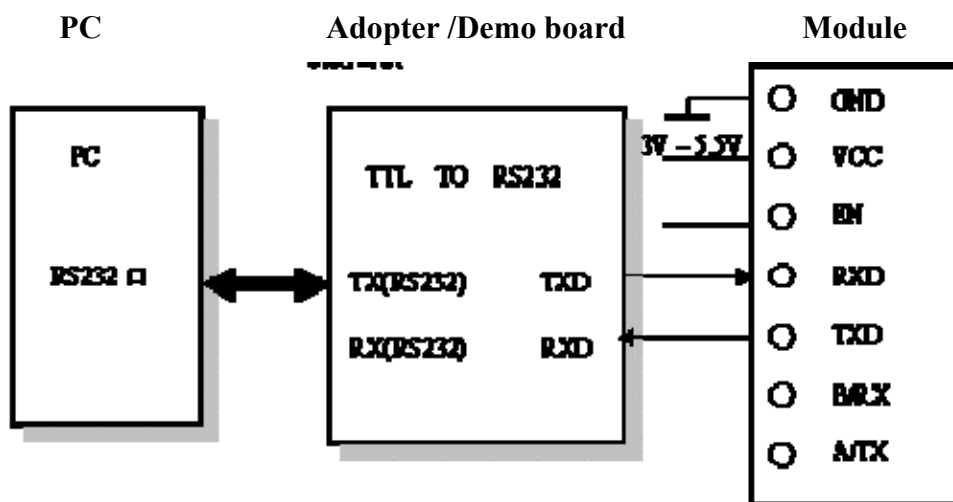 PC Adopter /Demo board Module
PC
RS232
TTL TO RS232
TX(RS232) TXD
RX(RS232) RXD
3V – 5.5V
GND
VCC
EN
RXD
TXD
B/RX
A/TX